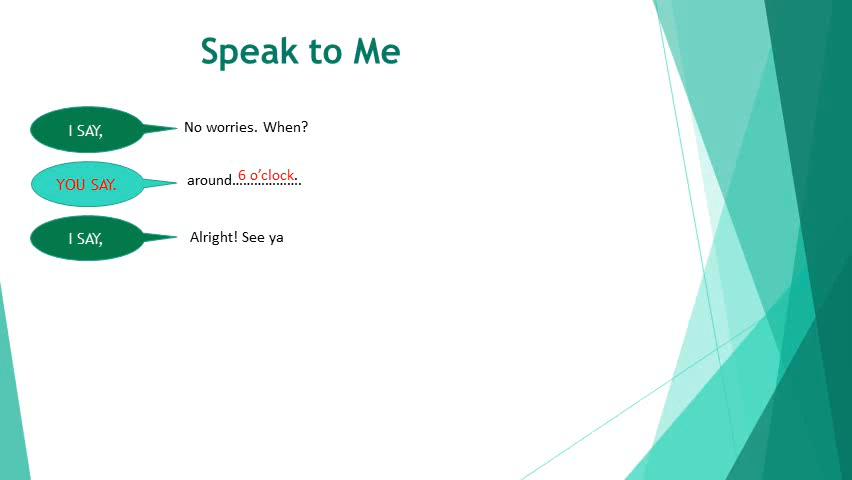 Speak to Me
I SAY,
No worries. When?
YOU SAY.
around...6 o’clock...
I SAY,
Alright! See ya